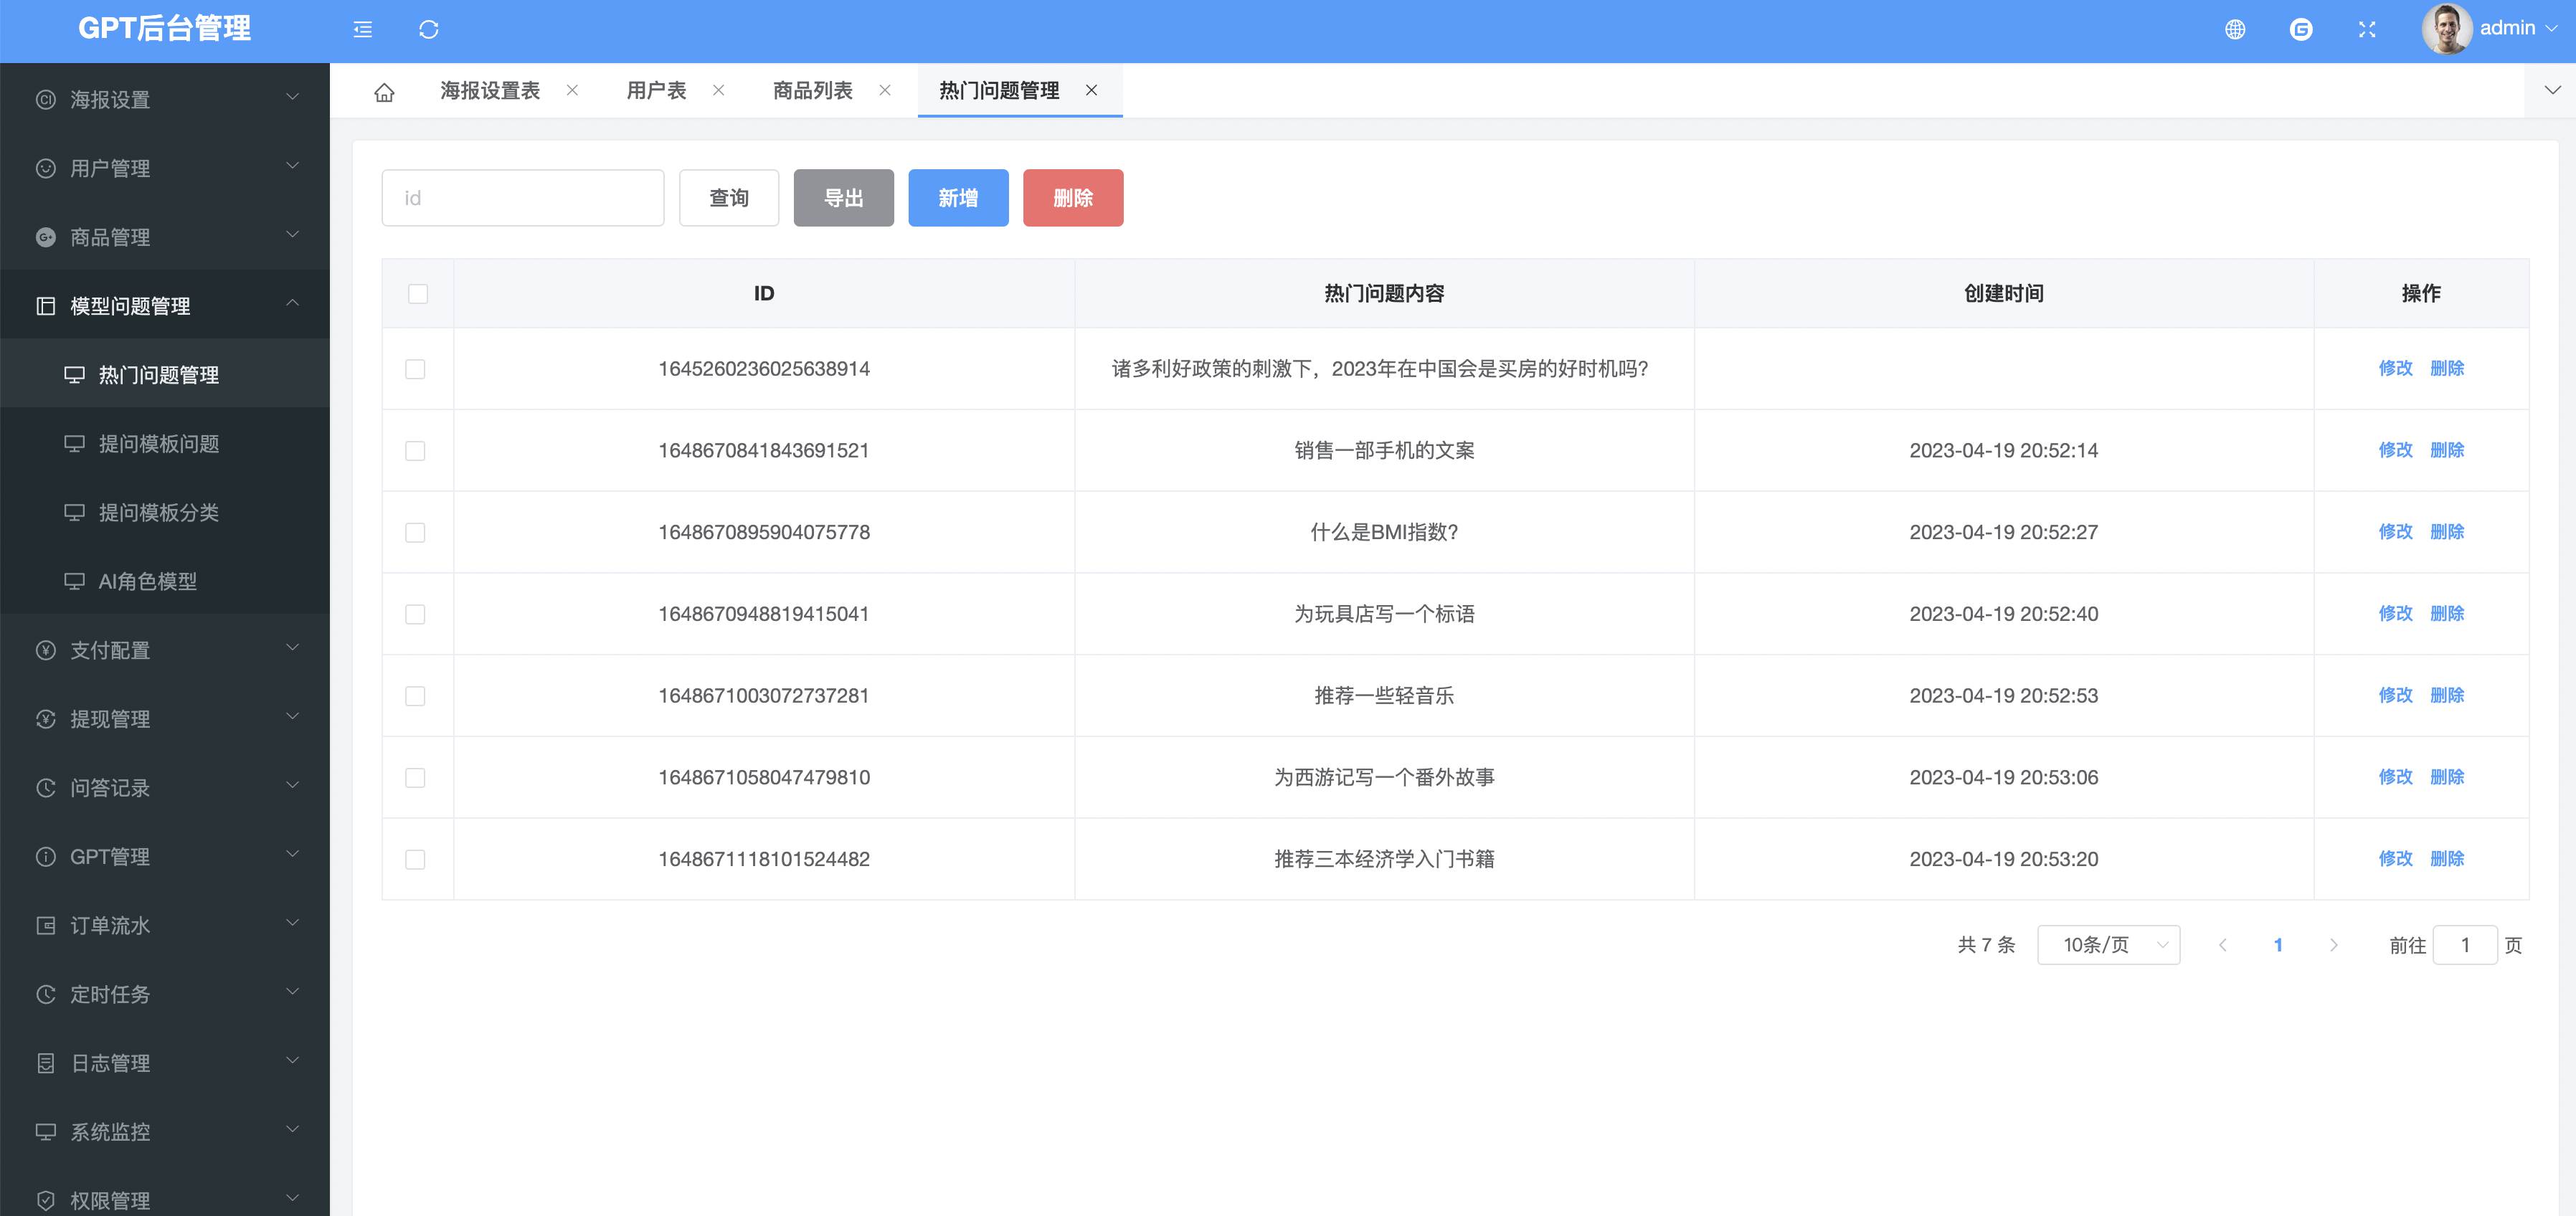 GPT后台管理
admin
海报设置
用户管理
商品管理
模型问题管理
热门问题管理
提问模板问题
提问模板分类
AI角色模型
支付配置
提现管理
问答记录
GPT管理
订单流水
定时任务
日志管理
系统监控
权限管理
海报设置表 用户表 商品列表 热门问题管理
id 查询 导出 新增 删除
ID 热门问题内容 创建时间 操作
1645260236025638914 诸多利好政策的刺激下，2023年在中国会是买房的好时机吗? 修改 删除
1648670841843691521 销售一部手机的文案 2023-04-19 20:52:14 修改 删除
1648670895904075778 什么是BMI指数? 2023-04-19 20:52:27 修改 删除
1648670948819415041 为玩具店写一个标语 2023-04-19 20:52:40 修改 删除
1648671003072737281 推荐一些轻音乐 2023-04-19 20:52:53 修改 删除
1648671058047479810 为西游记写一个番外故事 2023-04-19 20:53:06 修改 删除
1648671118101524482 推荐三本经济学入门书籍 2023-04-19 20:53:20 修改 删除
共 7 条 10条/页 1 前往 1 页